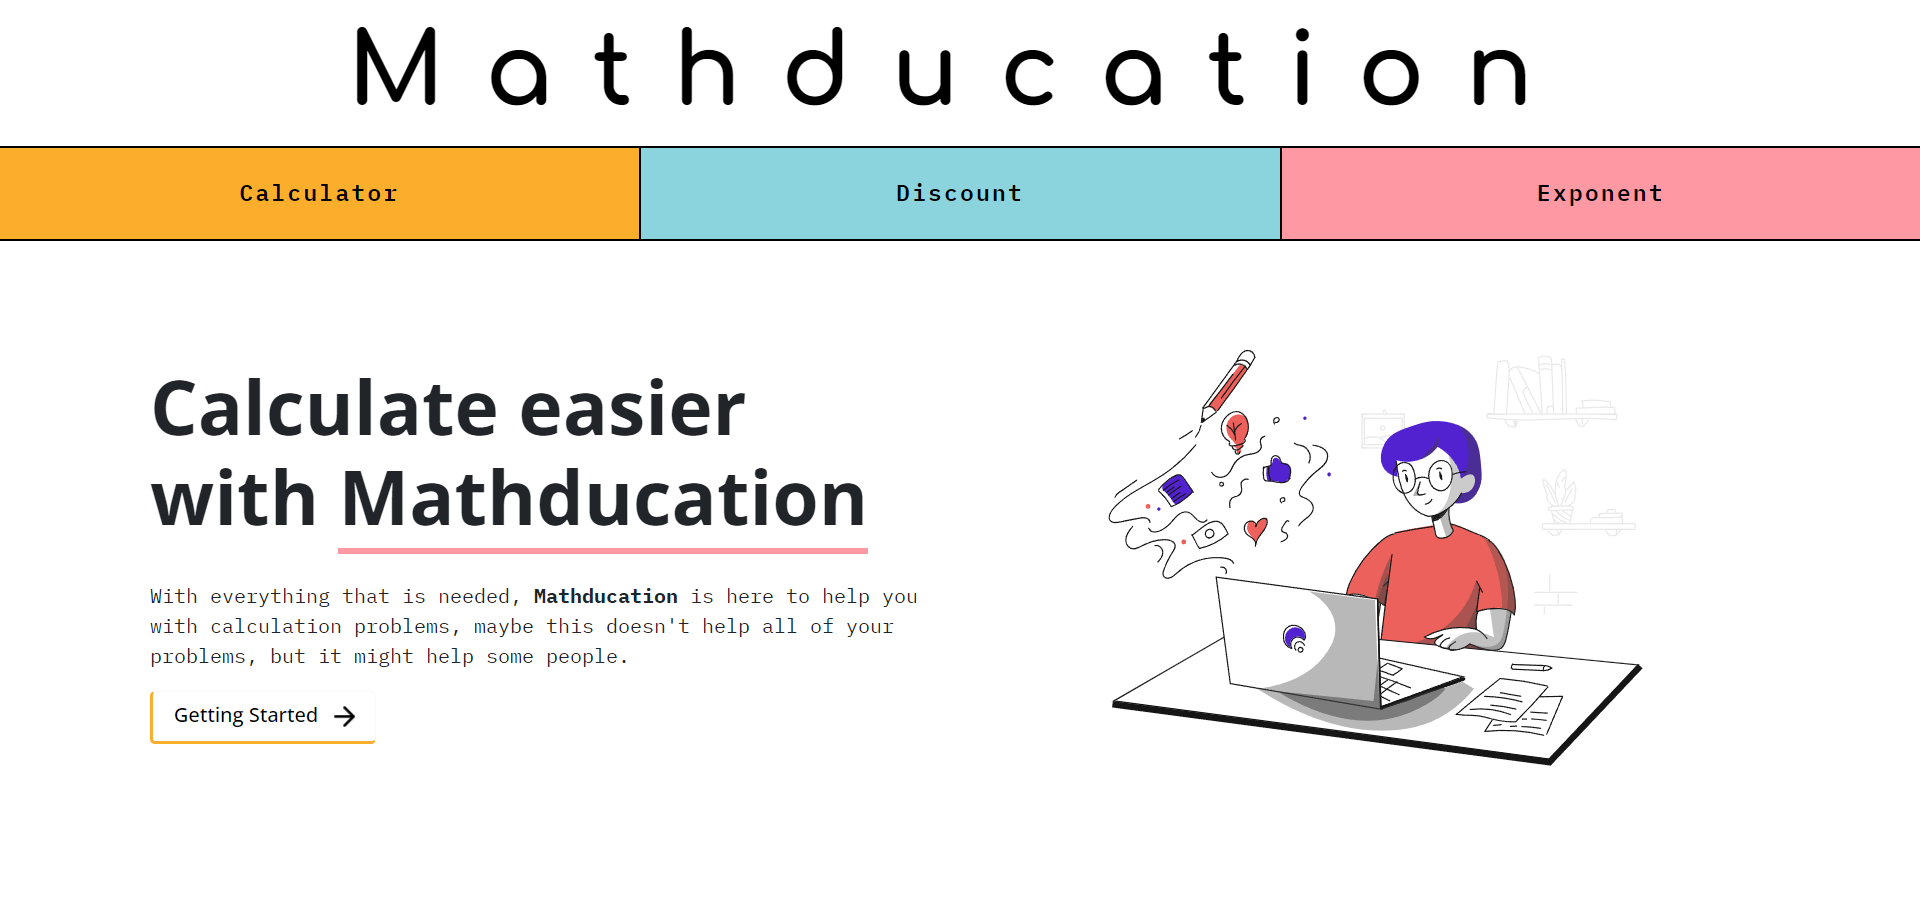 Mathducation
Calculator
Discount
Exponent
Calculate easier
with Mathducation
With everything that is needed, Mathducation is here to help you
with calculation problems, maybe this doesn't help all of your
problems, but it might help some people.
Getting Started